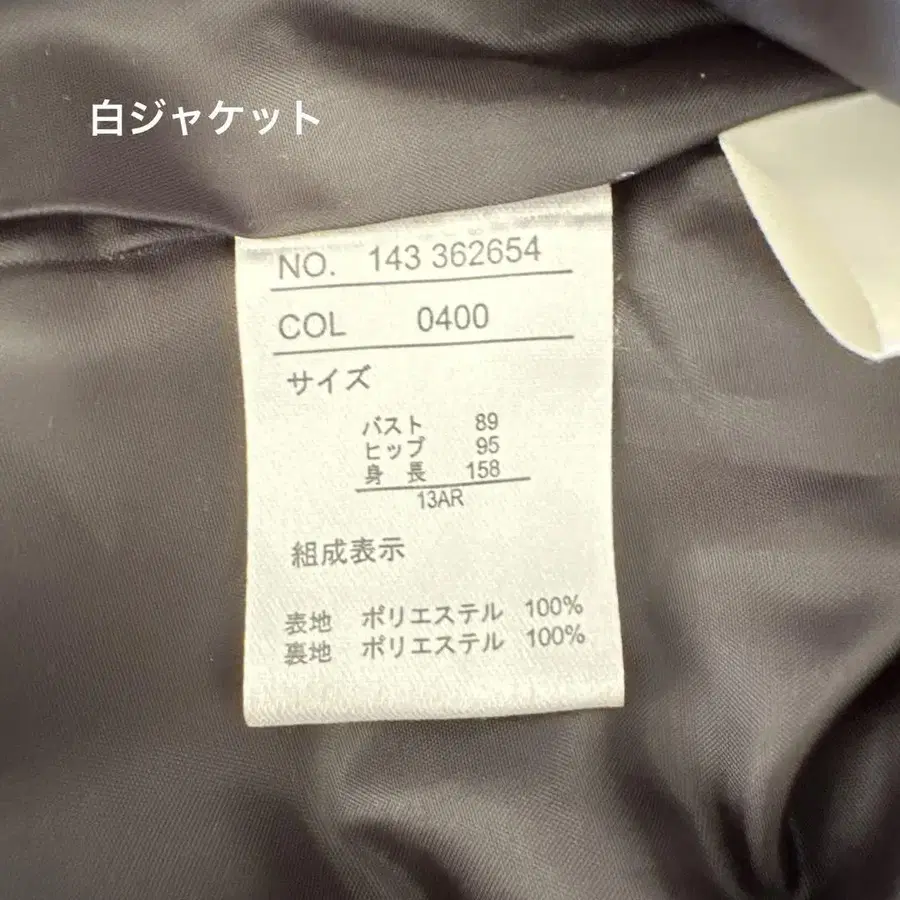 白ジャケット
NO. 143 362654
COL 0400
サイズ
バスト 89
ヒップ 95
身 長 158
13AR
組成表示
表地 ポリエステル 100%
裏地 ポリエステル 100%